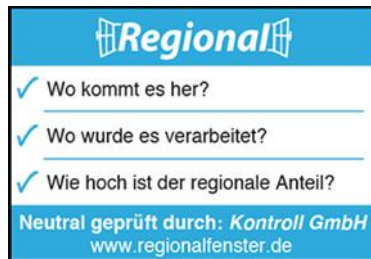 Regional
Wo kommt es her?
Wo wurde es verarbeitet?
Wie hoch ist der regionale Anteil?
Neutral geprüft durch: Kontroll GmbH
www.regionalfenster.de